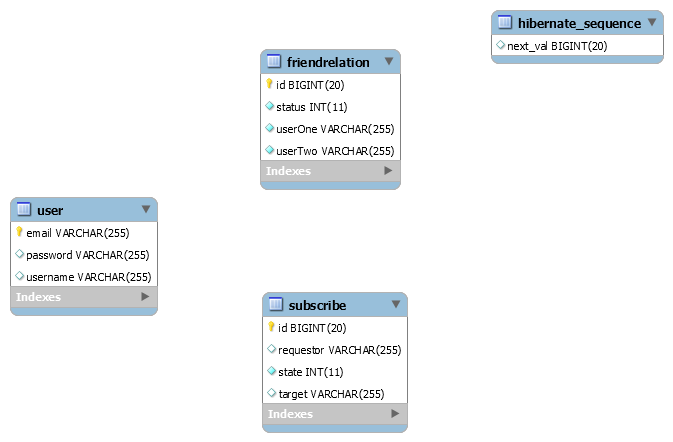 hibernate_sequence
next_val BIGINT(20)
friendrelation
id BIGINT(20)
status INT(11)
userOne VARCHAR(255)
userTwo VARCHAR(255)
Indexes
user
email VARCHAR(255)
password VARCHAR(255)
username VARCHAR(255)
Indexes
subscribe
id BIGINT(20)
requestor VARCHAR(255)
state INT(11)
target VARCHAR(255)
Indexes